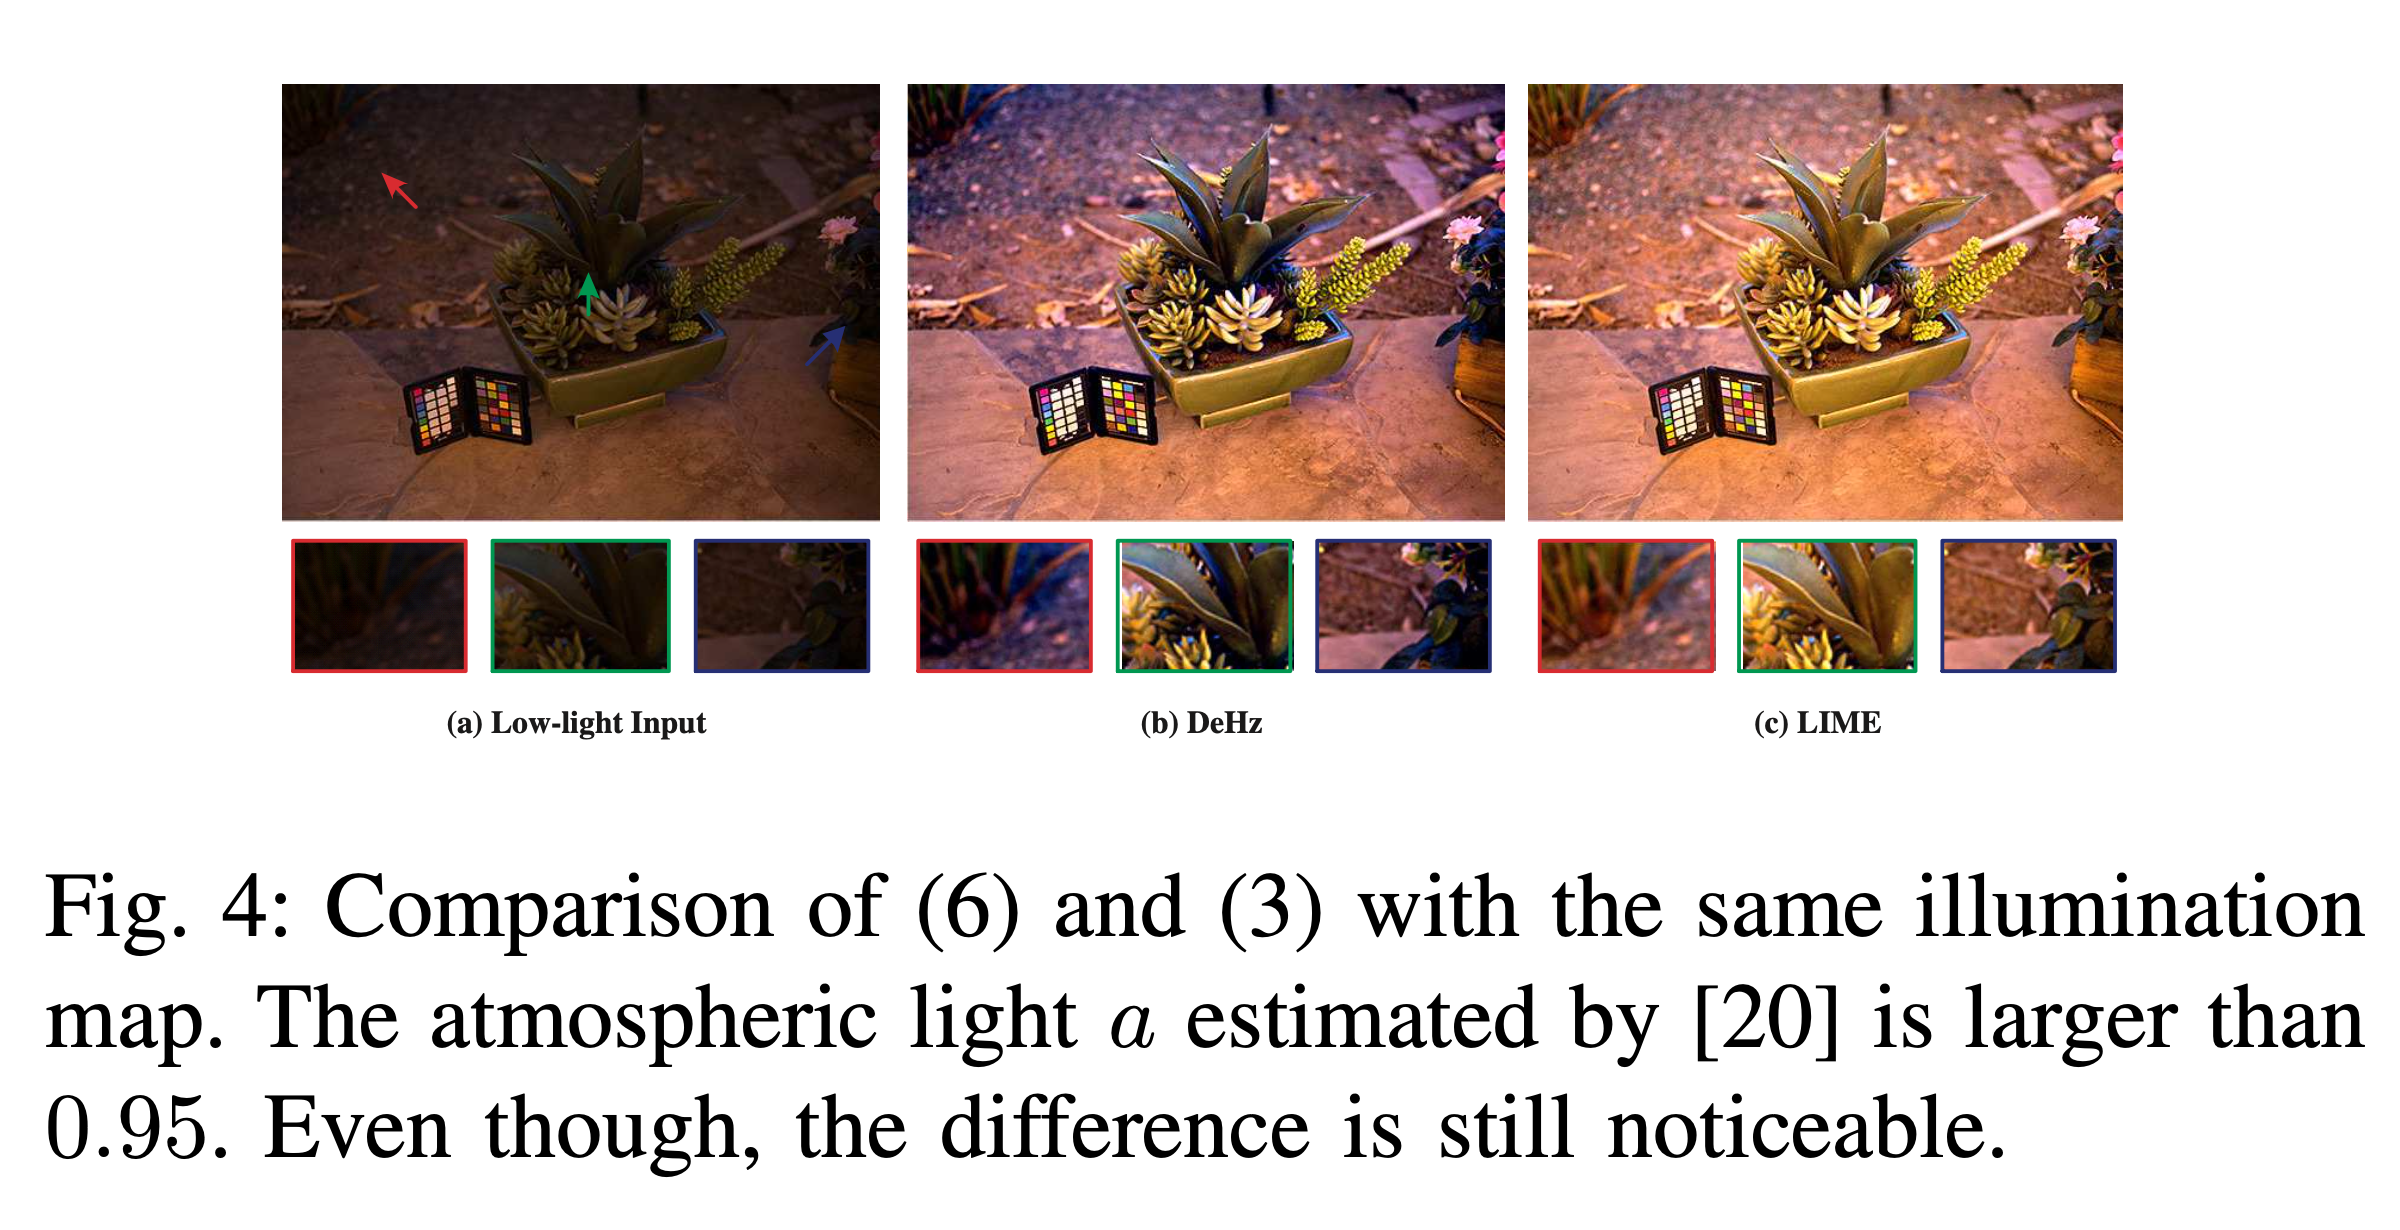 (a) Low-light Input (b) DeHz (c) LIME
Fig. 4: Comparison of (6) and (3) with the same illumination
map. The atmospheric light a estimated by [20] is larger than
0.95. Even though, the difference is still noticeable.